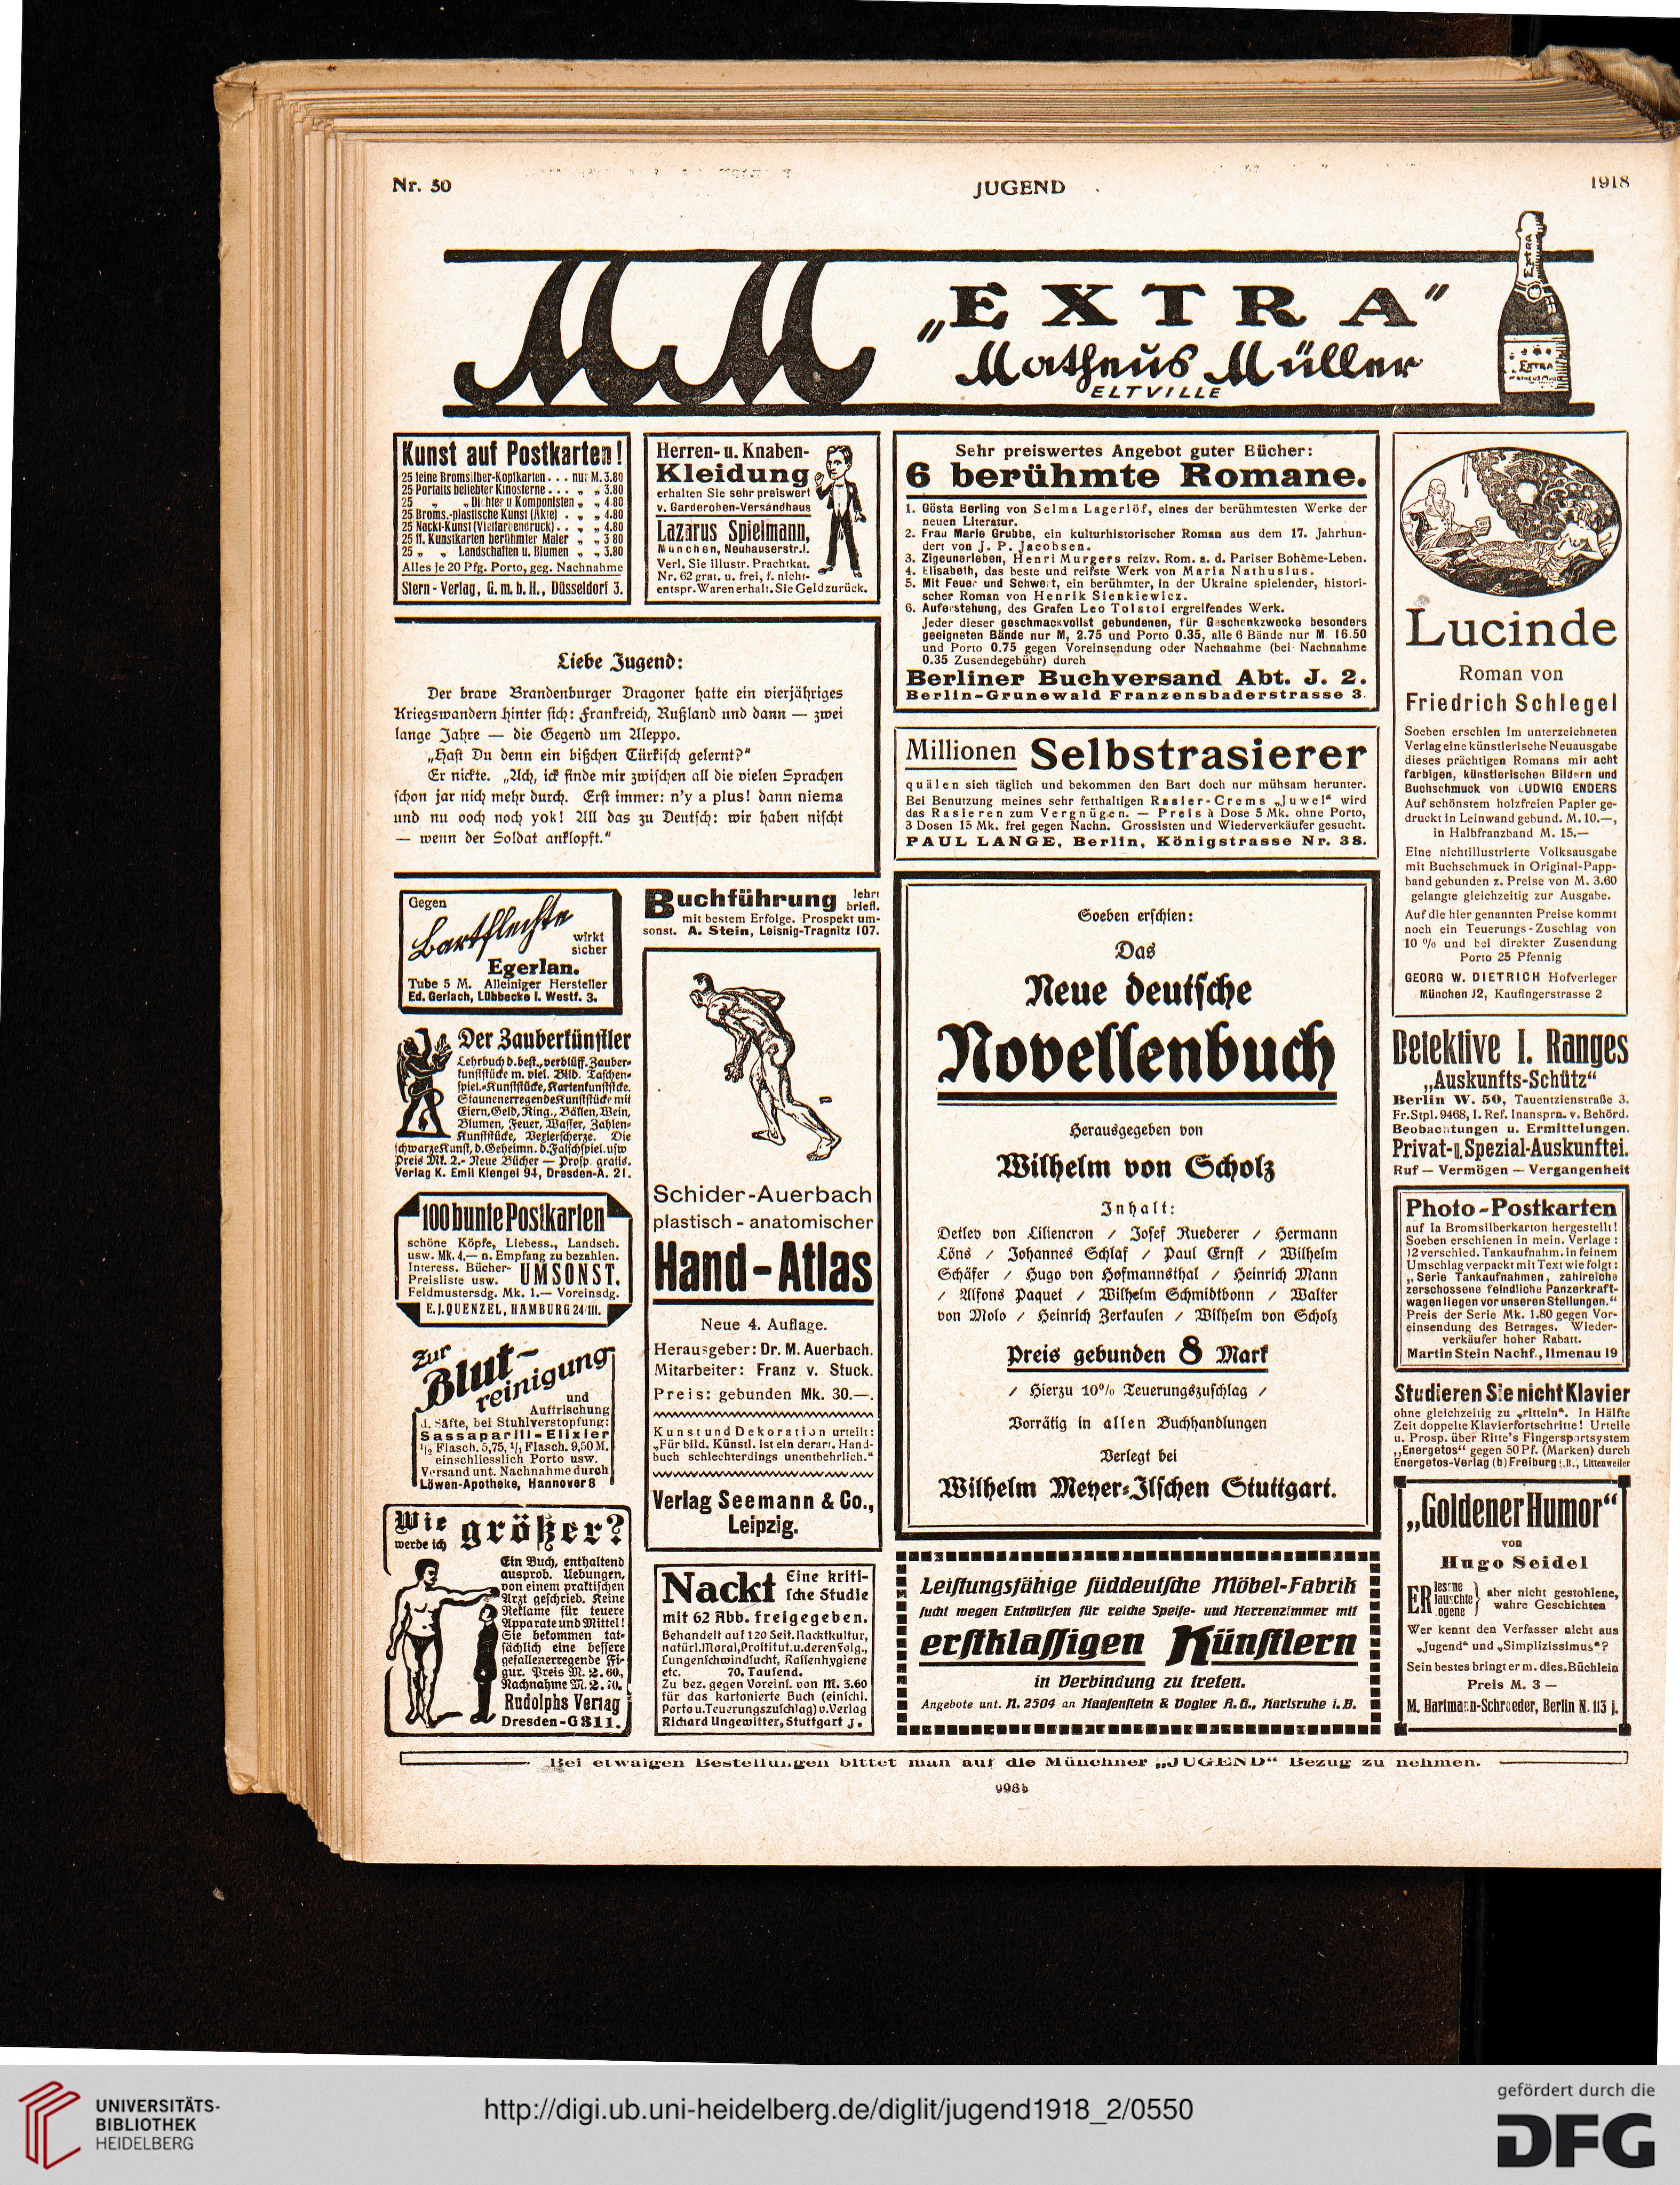 Nr. 50
JUGEND
1918
MM
„EXTRA“
Matheus Müller
ELTVILLE
EXTRA
EXTRA
Kunst auf Postkarten!
25 feine Bromsilber-Kopfkarten . . . nur M. 3.80
25 Portaits beliebter Kinosterne . . . „ „ 3.80
25 „ „ Dichter u Komponisten „ „ 4.80
25 Broms.-plastische Kunst (Akte) . „ „ 4.80
25 Nackt-Kunst (Vielfarbendruck) . . „ „ 4.80
25 ff. Kunstkarten berühmter Maler „ „ 3 80
25 „ „ Landschaften u. Blumen „ „ 3.80
Alles je 20 Pfg. Porto, geg. Nachnahme
Stern-Verlag, G. m. b. H., Düsseldorf 3.
Herren- u. Knaben-
Kleidung
erhalten Sie sehr preiswert
v. Garderoben-Versandhaus
Lazarus Spielmann,
München, Neuhauserstr.I.
Verl. Sie illustr. Prachtkat.
Nr. 62 grat. u. frei, f. nicht-
entspr. Waren erhalt. Sie Geld zurück.
Liebe Jugend:
Der brave Brandenburger Dragoner hatte ein vierjähriges
Kriegswandern hinter sich: Frankreich, Rußland und dann — zwei
lange Jahre — die Gegend um Aleppo.
„Hast Du denn ein bißchen Türkisch gelernt?“
Er nickte. „Ach, ick finde mir zwischen all die vielen Sprachen
schon jar nich mehr durch. Erst immer: n'y a plus! dann niema
und nu ooch noch yok! All das zu Deutsch: wir haben nischt
— wenn der Soldat anklopft.“
Gegen
Bartflechte
wirkt
sicher
Egerlan.
Tube 5 M. Alleiniger Hersteller
Ed. Gerlach, Lübbecke I. Westf. 3.
Der Zauberkünstler
Lehrbuch d. best., verblüff. Zauber-
kunststücke m. viel. Bild. Taschen-
spiel.-Kunststücke, Kartenkunststcke.
Staunenerregende Kunststücke mit
Eiern, Geld, Ring., Bällen, Wein,
Blumen, Feuer, Wasser, Zahlen-
Kunststücke, Vexierscherze. Die
schwarze Kunst, d. Geheimn. d. Falschspiel. usw
Preis Mk. 2.- Neue Bücher — Prosp. gratis.
Verlag K. Emil Klengel 94, Dresden-A. 21.
100 bunte Postkarten
schöne Köpfe, Liebess., Landsch.
usw. Mk. 4.— n. Empfang zu bezahlen.
Interess. Bücher-
Preisliste usw. UMSONST.
Feldmustersdg. Mk. 1.— Voreinsdg.
E. J. QUENZEL, HAMBURG 24/III.
Zur
Blut-
reinigung
und
Auffrischung
d. Säfte, bei Stuhlverstopfung:
Sassaparill-Elixier
1/2 Flasch. 5,75, 1/1 Flasch. 9,50 M.
einschliesslich Porto usw.
Versand unt. Nachnahme durch
Löwen-Apotheke, Hannover 8
Wie
werde ich
größer?
Ein Buch, enthaltend
ausprob. Uebungen,
von einem praktischen
Arzt geschrieb. Keine
Reklame für teuere
Apparate und Mittel!
Sie bekommen tat-
sächlich eine bessere
gefallenerregende Fi-
gur. Preis M. 2.60,
Nachnahme M. 2.70.
Rudolphs Verlag
Dresden-G 311.
Buchführung lehrt
briefl.
mit bestem Erfolge. Prospekt um-
sonst. A. Stein, Leisnig-Tragnitz 107.
Schider-Auerbach
plastisch - anatomischer
Hand-Atlas
Neue 4. Auflage.
Herausgeber: Dr. M. Auerbach.
Mitarbeiter: Franz v. Stuck.
Preis: gebunden Mk. 30.—.
Kunst und Dekoration urteilt:
„Für bild. Künstl. ist ein derart. Hand-
buch schlechterdings unentbehrlich.“
Verlag Seemann & Co.,
Leipzig.
Nackt Eine kriti-
sche Studie
mit 62 Abb. freigegeben.
Behandelt auf 120 Seit. Nacktkultur,
natürl. Moral, Prostitut. u. deren Folg.,
Lungenschwindsucht, Rassenhygiene
etc. 70. Tausend.
Zu bez. gegen Voreins. von M. 3.60
für das kartonierte Buch (einschl.
Porto u. Teuerungszuschlag) v. Verlag
Richard Ungewitter, Stuttgart J.
Sehr preiswertes Angebot guter Bücher:
6 berühmte Romane.
1. Gösta Berling von Selma Lagerlöf, eines der berühmtesten Werke der
neuen Literatur.
2. Frau Marie Grubbe, ein kulturhistorischer Roman aus dem 17. Jahrhun-
dert von J. P. Jacobsen.
3. Zigeunerleben, Henri Murgers reizv. Rom. a. d. Pariser Bohème-Leben.
4. Elisabeth, das beste und reifste Werk von Maria Nathusius.
5. Mit Feuer und Schwert, ein berühmter, in der Ukraine spielender, histori-
scher Roman von Henrik Sienkiewicz.
6. Auferstehung, des Grafen Leo Tolstoi ergreifendes Werk.
Jeder dieser geschmackvollst gebundenen, für Geschenkzwecke besonders
geeigneten Bände nur M. 2.75 und Porto 0.35, alle 6 Bände nur M. 16.50
und Porto 0.75 gegen Voreinsendung oder Nachnahme (bei Nachnahme
0.35 Zusendegebühr) durch
Berliner Buchversand Abt. J. 2.
Berlin-Grunewald Franzensbaderstrasse 3.
Millionen Selbstrasierer
quälen sich täglich und bekommen den Bart doch nur mühsam herunter.
Bei Benutzung meines sehr fetthaltigen Rasier-Crems „Juwel“ wird
das Rasieren zum Vergnügen. — Preis à Dose 5 Mk. ohne Porto,
3 Dosen 15 Mk. frei gegen Nachn. Grossisten und Wiederverkäufer gesucht.
PAUL LANGE, Berlin, Königstrasse Nr. 38.
Soeben erschien:
Das
Neue deutsche
Novellenbuch
Herausgegeben von
Wilhelm von Scholz
Inhalt:
Detlev von Liliencron / Josef Ruederer / Hermann
Löns / Johannes Schlaf / Paul Ernst / Wilhelm
Schäfer / Hugo von Hofmannsthal / Heinrich Mann
/ Alfons Paquet / Wilhelm Schmidtbonn / Walter
von Molo / Heinrich Zerkaulen / Wilhelm von Scholz
Preis gebunden 8 Mark
/ Hierzu 10% Teuerungszuschlag /
Vorrätig in allen Buchhandlungen
Verlegt bei
Wilhelm Meyer-Ilschen Stuttgart.
Leistungsfähige süddeutsche Möbel-Fabrik
sucht wegen Entwürfen für reiche Speise- und Herrenzimmer mit
erstklassigen Künstlern
in Verbindung zu treten.
Angebote unt. N. 2504 an Haasenstein & Vogler A.G., Karlsruhe i. B.
Lucinde
Roman von
Friedrich Schlegel
Soeben erschien im unterzeichneten
Verlag eine künstlerische Neuausgabe
dieses prächtigen Romans mit acht
farbigen, künstlerischen Bildern und
Buchschmuck von LUDWIG ENDERS
Auf schönstem holzfreien Papier ge-
druckt in Leinwand gebund. M. 10.—,
in Halbfranzband M. 15.—
Eine nichtillustrierte Volksausgabe
mit Buchschmuck in Original-Papp-
band gebunden z. Preise von M. 3.60
gelangte gleichzeitig zur Ausgabe.
Auf die hier genannten Preise kommt
noch ein Teuerungs-Zuschlag von
10 % und bei direkter Zusendung
Porto 25 Pfennig
GEORG W. DIETRICH Hofverleger
München J2, Kaufingerstrasse 2
Detektive I. Ranges
„Auskunfts-Schütz“
Berlin W. 50, Tauentzienstraße 3.
Fr. Stpl. 9468, I. Ref. Inanspra. v. Behörd.
Beobachtungen u. Ermittelungen.
Privat- u. Spezial-Auskunftei.
Ruf — Vermögen — Vergangenheit
Photo-Postkarten
auf Ia Bromsilberkarton hergestellt!
Soeben erschienen in mein. Verlage:
12 verschied. Tankaufnahm. in feinem
Umschlag verpackt mit Text wie folgt:
„Serie Tankaufnahmen, zahlreiche
zerschossene feindliche Panzerkraft-
wagen liegen vor unseren Stellungen.“
Preis der Serie Mk. 1.80 gegen Vor-
einsendung des Betrages. Wieder-
verkäufer hoher Rabatt.
Martin Stein Nachf., Ilmenau 19
Studieren Sie nicht Klavier
ohne gleichzeitig zu „ritteln“. In Hälfte
Zeit doppelte Klavierfortschritte! Urteile
u. Prosp. über Ritte's Fingersportsystem
„Energetos“ gegen 50 Pf. (Marken) durch
Energetos-Verlag (b) Freiburg i.B., Littenweiler
„Goldener Humor“
von
Hugo Seidel
ER lesene
lauschte
logene } aber nicht gestohlene,
wahre Geschichten
Wer kennt den Verfasser nicht aus
„Jugend“ und „Simplizissimus“?
Sein bestes bringt er m. dies. Büchlein
Preis M. 3 —
M. Hartmann-Schroeder, Berlin N. 113 j.
Bei etwaigen Bestellungen bittet man auf die Münchner „JUGEND“ Bezug zu nehmen.
996b
UNIVERSITÄTS-
BIBLIOTHEK
HEIDELBERG
http://digi.ub.uni-heidelberg.de/diglit/jugend1918_2/0550
gefördert durch die
DFG